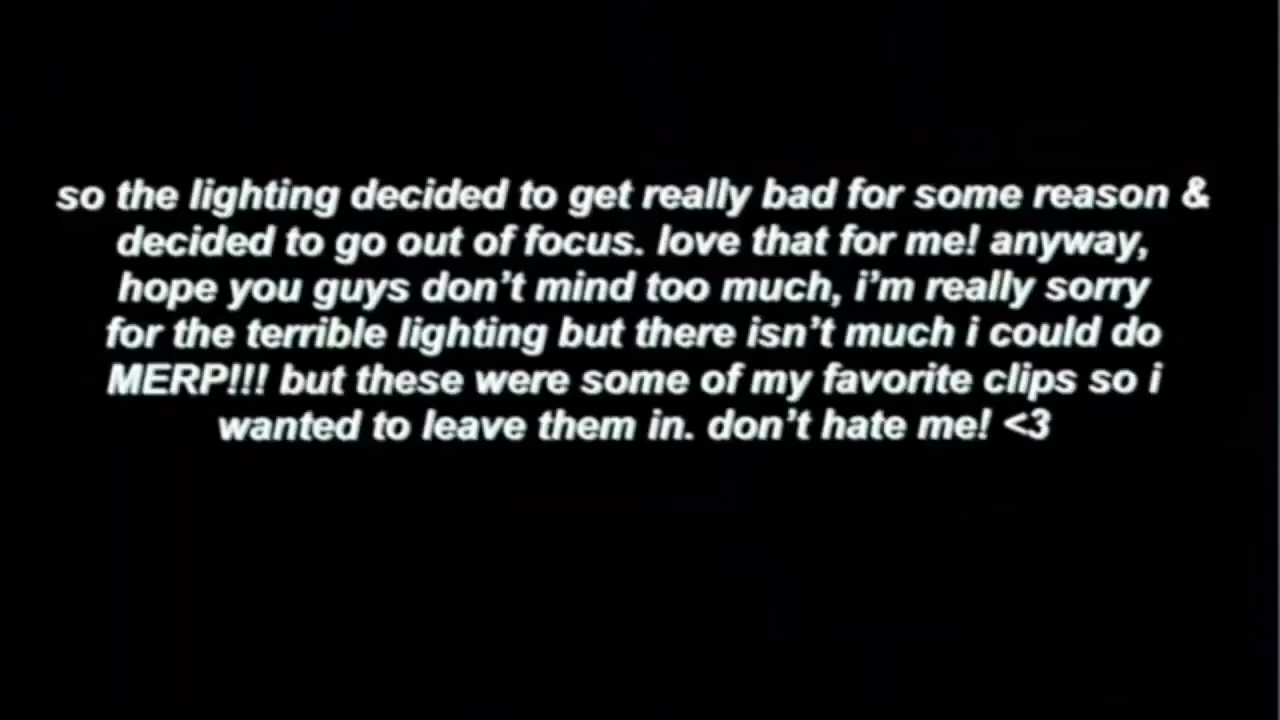 so the lighting decided to get really bad for some reason &
decided to go out of focus. love that for me! anyway,
hope you guys don’t mind too much, i’m really sorry
for the terrible lighting but there isn’t much i could do
MERP!!! but these were some of my favorite clips so i
wanted to leave them in. don’t hate me! <3